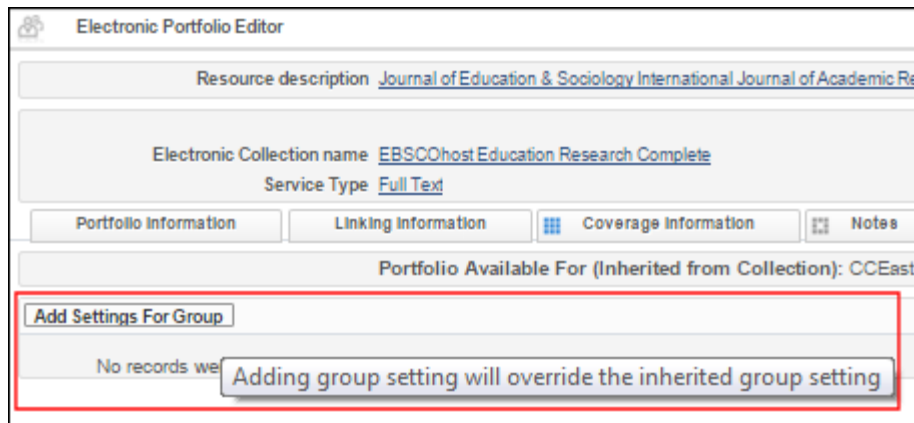 Electronic Portfolio Editor
Resource description Journal of Education & Sociology International Journal of Academic Re
Electronic Collection name EBSCOhost Education Research Complete
Service Type Full Text
Portfolio Information Linking Information Coverage Information Notes
Portfolio Available For (Inherited from Collection): CCEast
Add Settings For Group
No records we
Adding group setting will override the inherited group setting